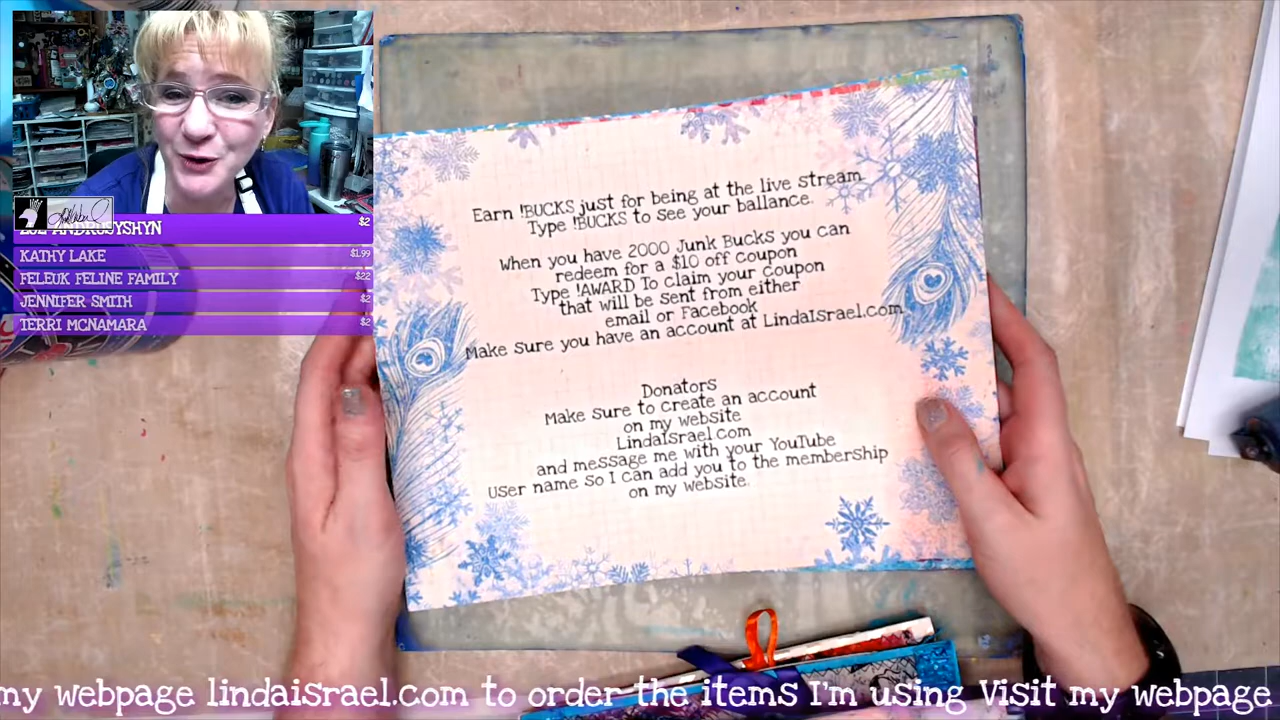 $2
KATHY LAKE $1.99
FELEUK FELINE FAMILY $22
JENNIFER SMITH $2
TERRI MCNAMARA $2
Earn !BUCKS just for being at the live stream.
Type !BUCKS to see your ballance.
When you have 2000 Junk Bucks you can
redeem for a $10 off coupon
Type !AWARD To claim your coupon
that will be sent from either
email or Facebook
Make sure you have an account at LindaIsrael.com
Donators
Make sure to create an account
on my website
LindaIsrael.com
and message me with your YouTube
User name so I can add you to the membership
on my website.
my webpage lindaisrael.com to order the items I'm using Visit my webpage